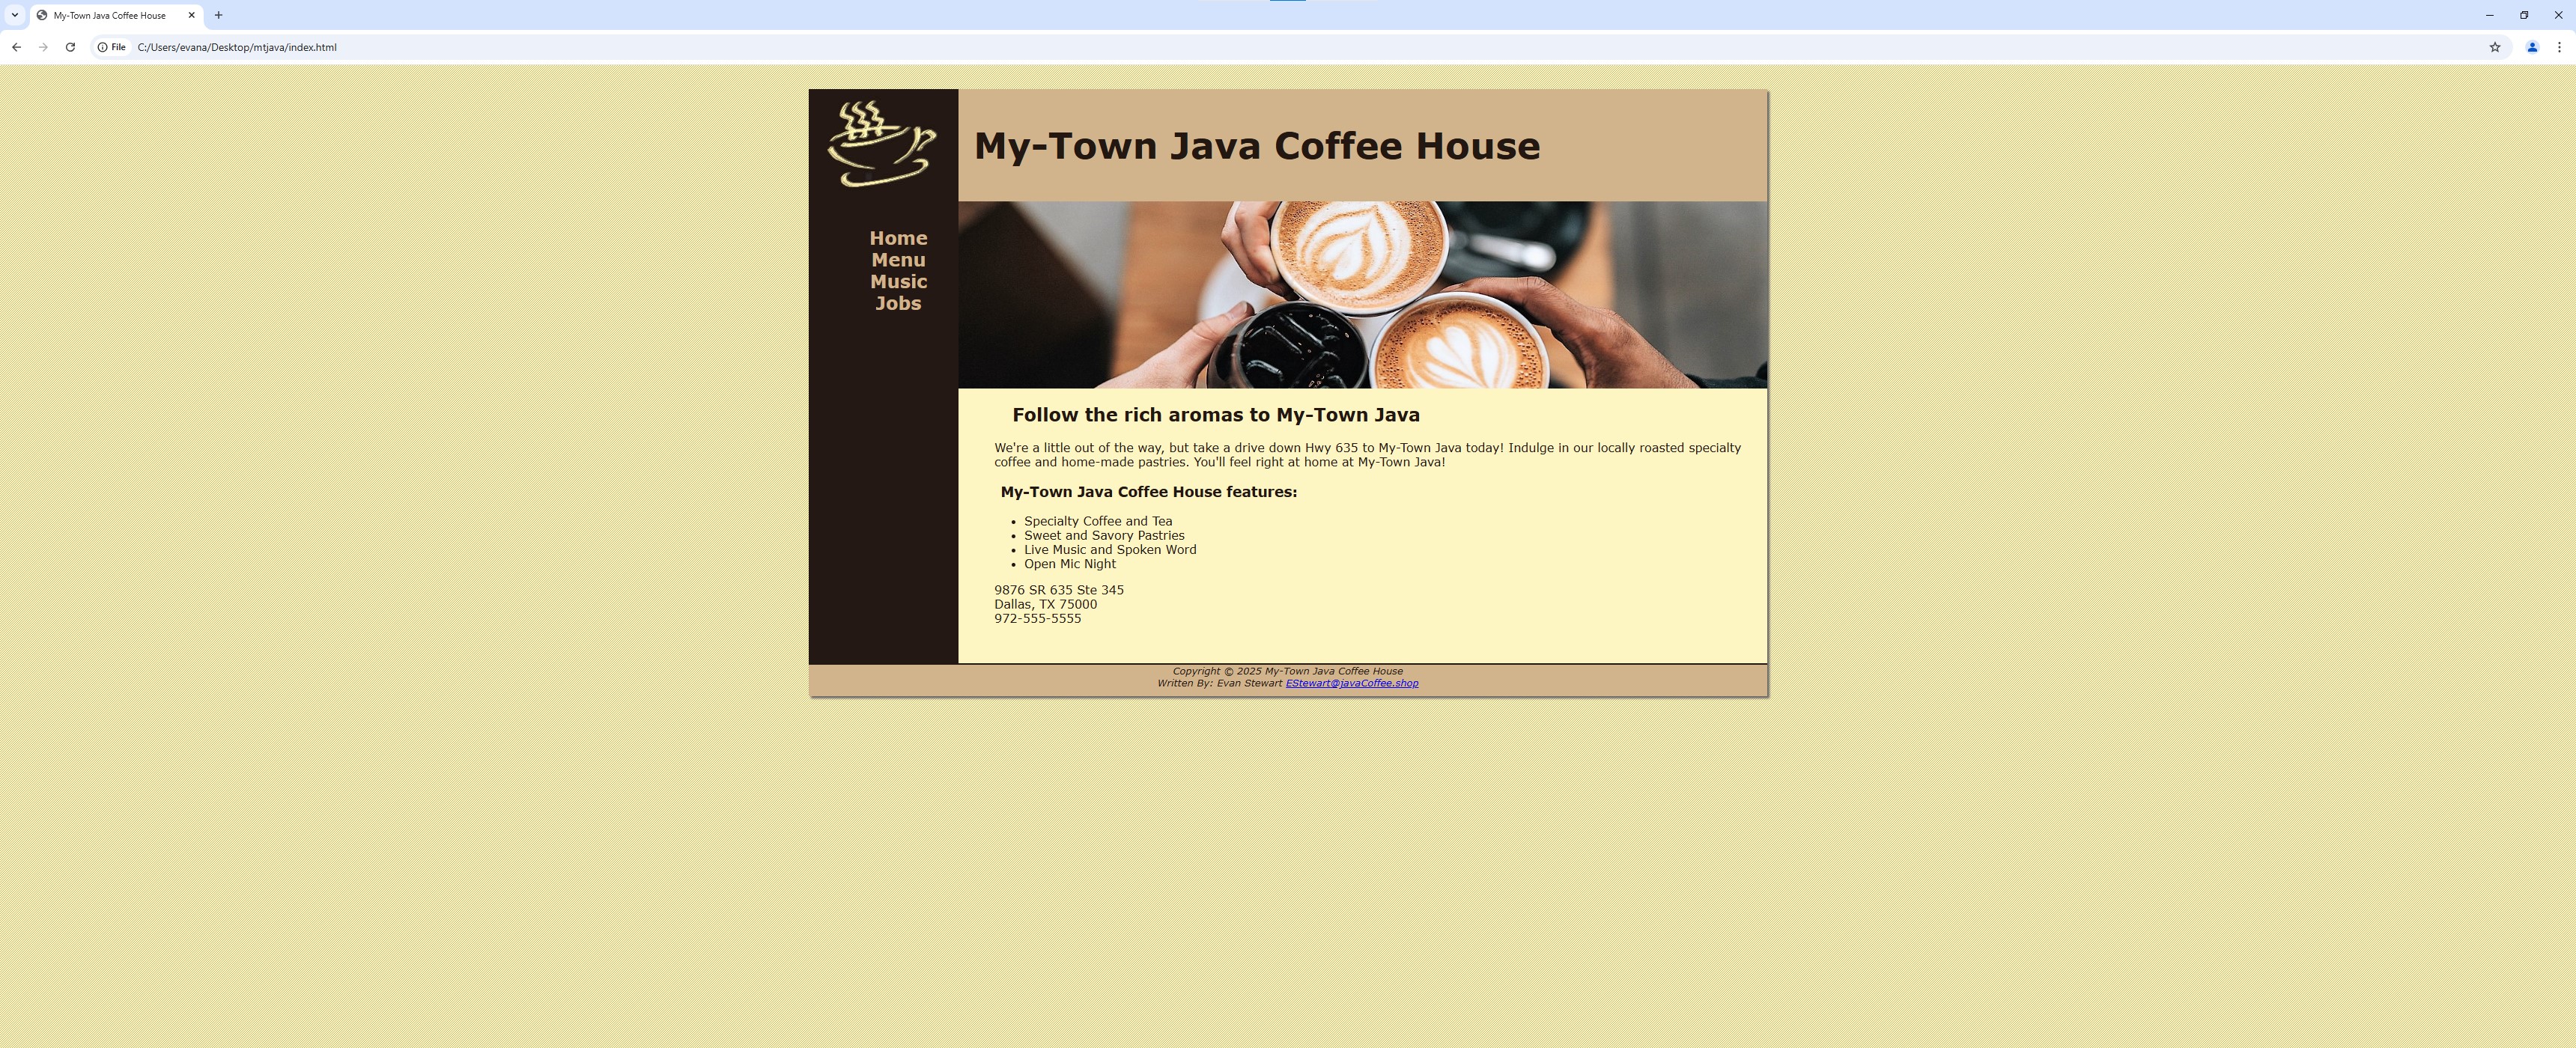 My-Town Java Coffee House
File C:/Users/evana/Desktop/mtjava/index.html
My-Town Java Coffee House
Home
Menu
Music
Jobs
Follow the rich aromas to My-Town Java
We're a little out of the way, but take a drive down Hwy 635 to My-Town Java today! Indulge in our locally roasted specialty
coffee and home-made pastries. You'll feel right at home at My-Town Java!
My-Town Java Coffee House features:
• Specialty Coffee and Tea
• Sweet and Savory Pastries
• Live Music and Spoken Word
• Open Mic Night
9876 SR 635 Ste 345
Dallas, TX 75000
972-555-5555
Copyright © 2025 My-Town Java Coffee House
Written By: Evan Stewart EStewart@javaCoffee.shop